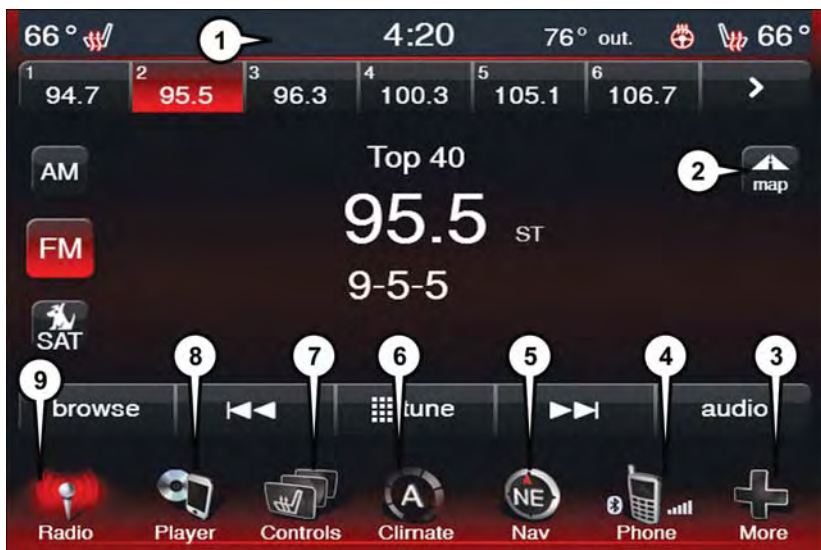 66° 1 4:20 76° out. 66°
1 2 3 4 5 6
94.7 95.5 96.3 100.3 105.1 106.7 >
AM Top 40 2 map
95.5 ST
FM
9-5-5
SAT
9 8 7 6 5 4 3
browse tune audio
A NE
Radio Player Controls Climate Nav Phone More